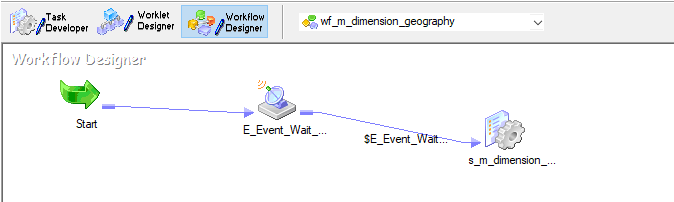 Task
Developer
Worklet
Designer
Workflow
Designer
wf_m_dimension_geography
Workflow Designer
Start
E_Event_Wait_...
$E_Event_Wait...
s_m_dimension_...